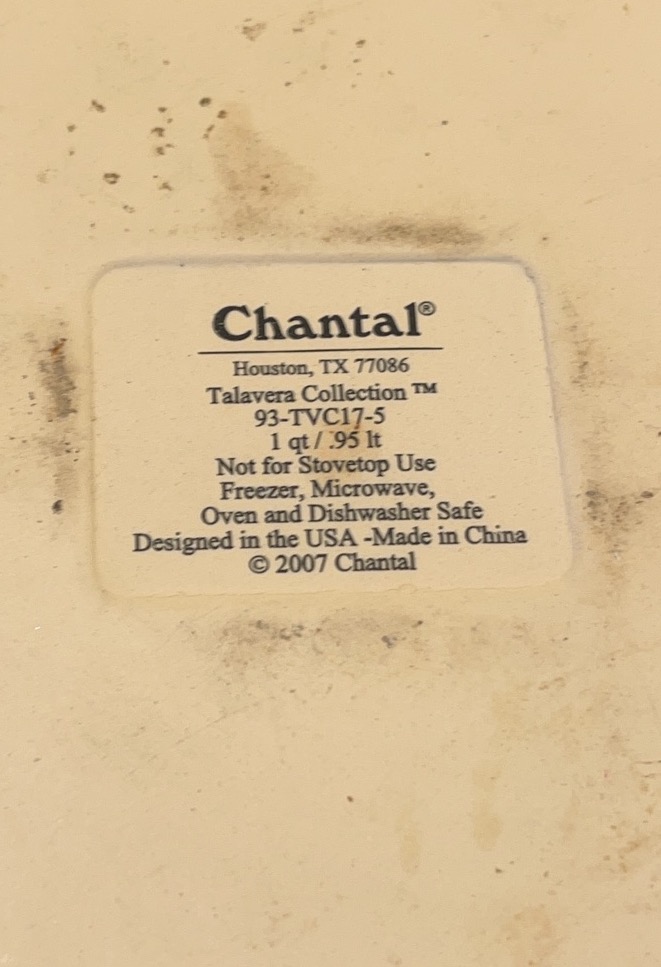 Chantal®
Houston, TX 77086
Talavera Collection ™
93-TVC17-5
1 qt / .95 lt
Not for Stovetop Use
Freezer, Microwave,
Oven and Dishwasher Safe
Designed in the USA -Made in China
© 2007 Chantal